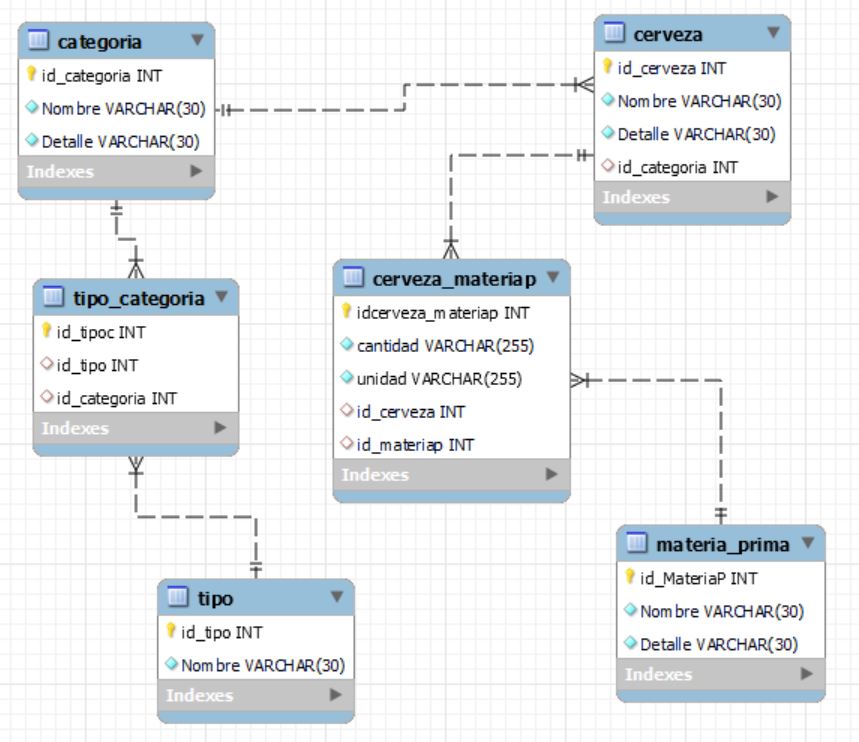 categoria
id_categoria INT
Nombre VARCHAR(30)
Detalle VARCHAR(30)
Indexes
cerveza
id_cerveza INT
Nombre VARCHAR(30)
Detalle VARCHAR(30)
id_categoria INT
Indexes
tipo_categoria
id_tipoc INT
id_tipo INT
id_categoria INT
Indexes
cerveza_materiap
idcerveza_materiap INT
cantidad VARCHAR(255)
unidad VARCHAR(255)
id_cerveza INT
id_materiap INT
Indexes
tipo
id_tipo INT
Nombre VARCHAR(30)
Indexes
materia_prima
id_MateriaP INT
Nombre VARCHAR(30)
Detalle VARCHAR(30)
Indexes